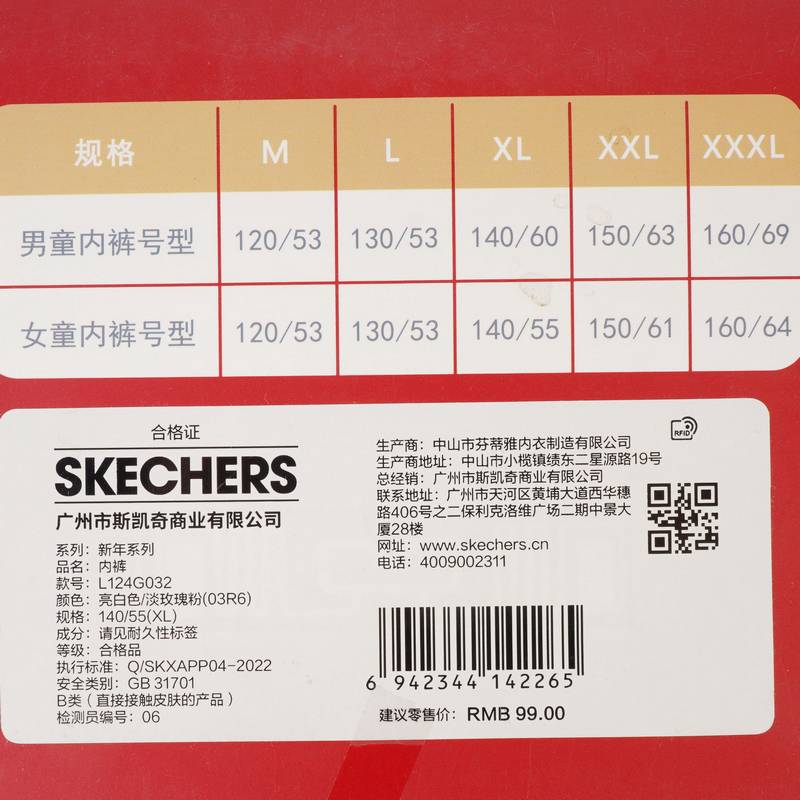 规格 M L XL XXL XXXL
男童内裤号型 120/53 130/53 140/60 150/63 160/69
女童内裤号型 120/53 130/53 140/55 150/61 160/64
合格证
SKECHERS
广州市斯凯奇商业有限公司
系列：新年系列
品名：内裤
款号：L124G032
颜色：亮白色/淡玫瑰粉(03R6)
规格：140/55(XL)
成分：请见耐久性标签
等级：合格品
执行标准：Q/SKXAPP04-2022
安全类别：GB 31701
B类（直接接触皮肤的产品）
检测员编号：06
生产商：中山市芬蒂雅内衣制造有限公司
生产商地址：中山市小榄镇绩东二星源路19号
总经销：广州市斯凯奇商业有限公司
联系地址：广州市天河区黄埔大道西华穗
路406号之二保利克洛维广场二期中景大
厦28楼
网址：www.skechers.cn
电话：4009002311
RFID
6 942344 142265
建议零售价：RMB 99.00